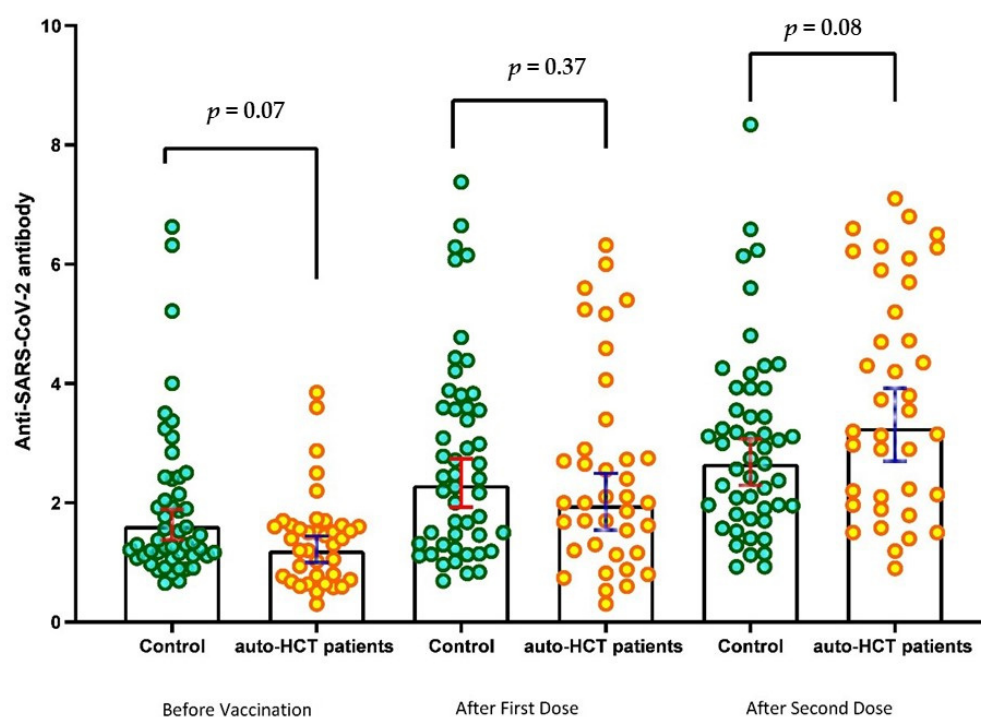 Anti-SARS-CoV-2 antibody
10
8
6
4
2
0
p = 0.07
p = 0.37
p = 0.08
Control auto-HCT patients Control auto-HCT patients Control auto-HCT patients
Before Vaccination After First Dose After Second Dose